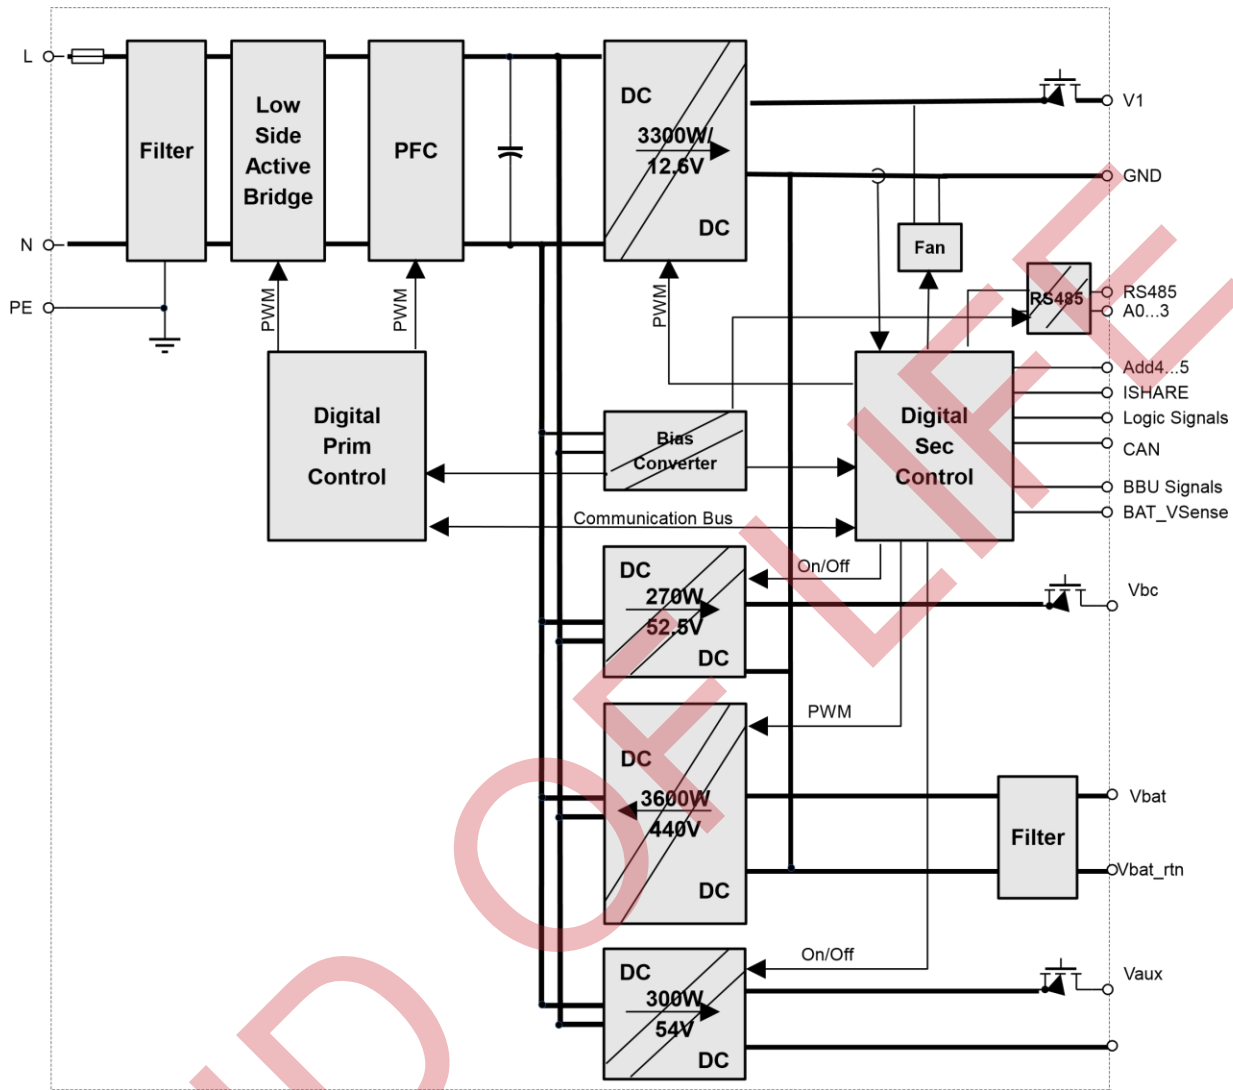 L
N
PE
Filter
Low
Side
Active
Bridge
PFC
DC
3300W/
12.6V
DC
V1
GND
Fan
RS485
RS485
A0...3
PWM
PWM
PWM
Digital
Prim
Control
Bias
Converter
Digital
Sec
Control
Add4...5
ISHARE
Logic Signals
CAN
BBU Signals
BAT_VSense
Communication Bus
DC
270W
52.5V
DC
On/Off
Vbc
PWM
DC
3600W/
440V
DC
Filter
Vbat
Vbat_rtn
On/Off
DC
300W
54V
DC
Vaux
ND OF LIFE